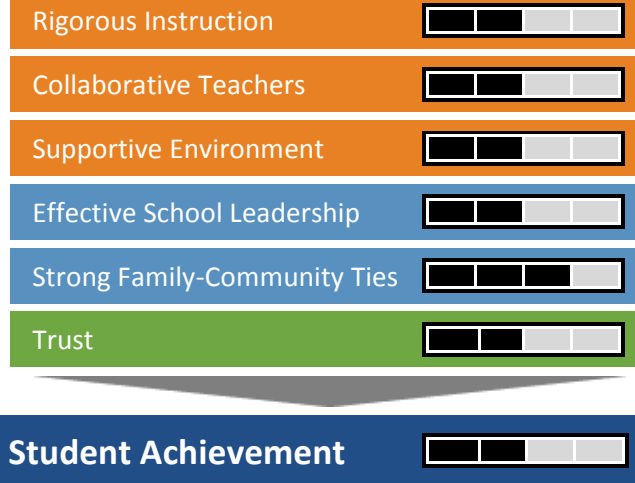 Rigorous Instruction
Collaborative Teachers
Supportive Environment
Effective School Leadership
Strong Family-Community Ties
Trust
Student Achievement